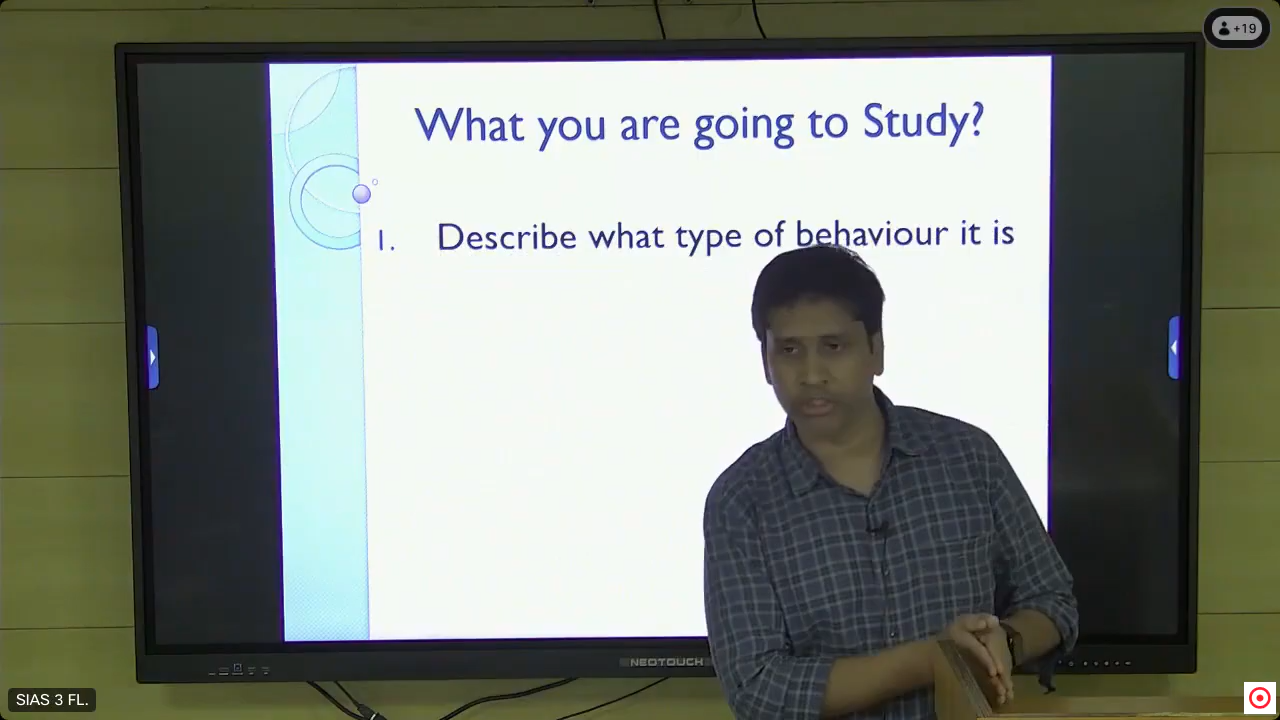 +19
What you are going to Study?
1. Describe what type of behaviour it is
NEOTOUCH
SIAS 3 FL.